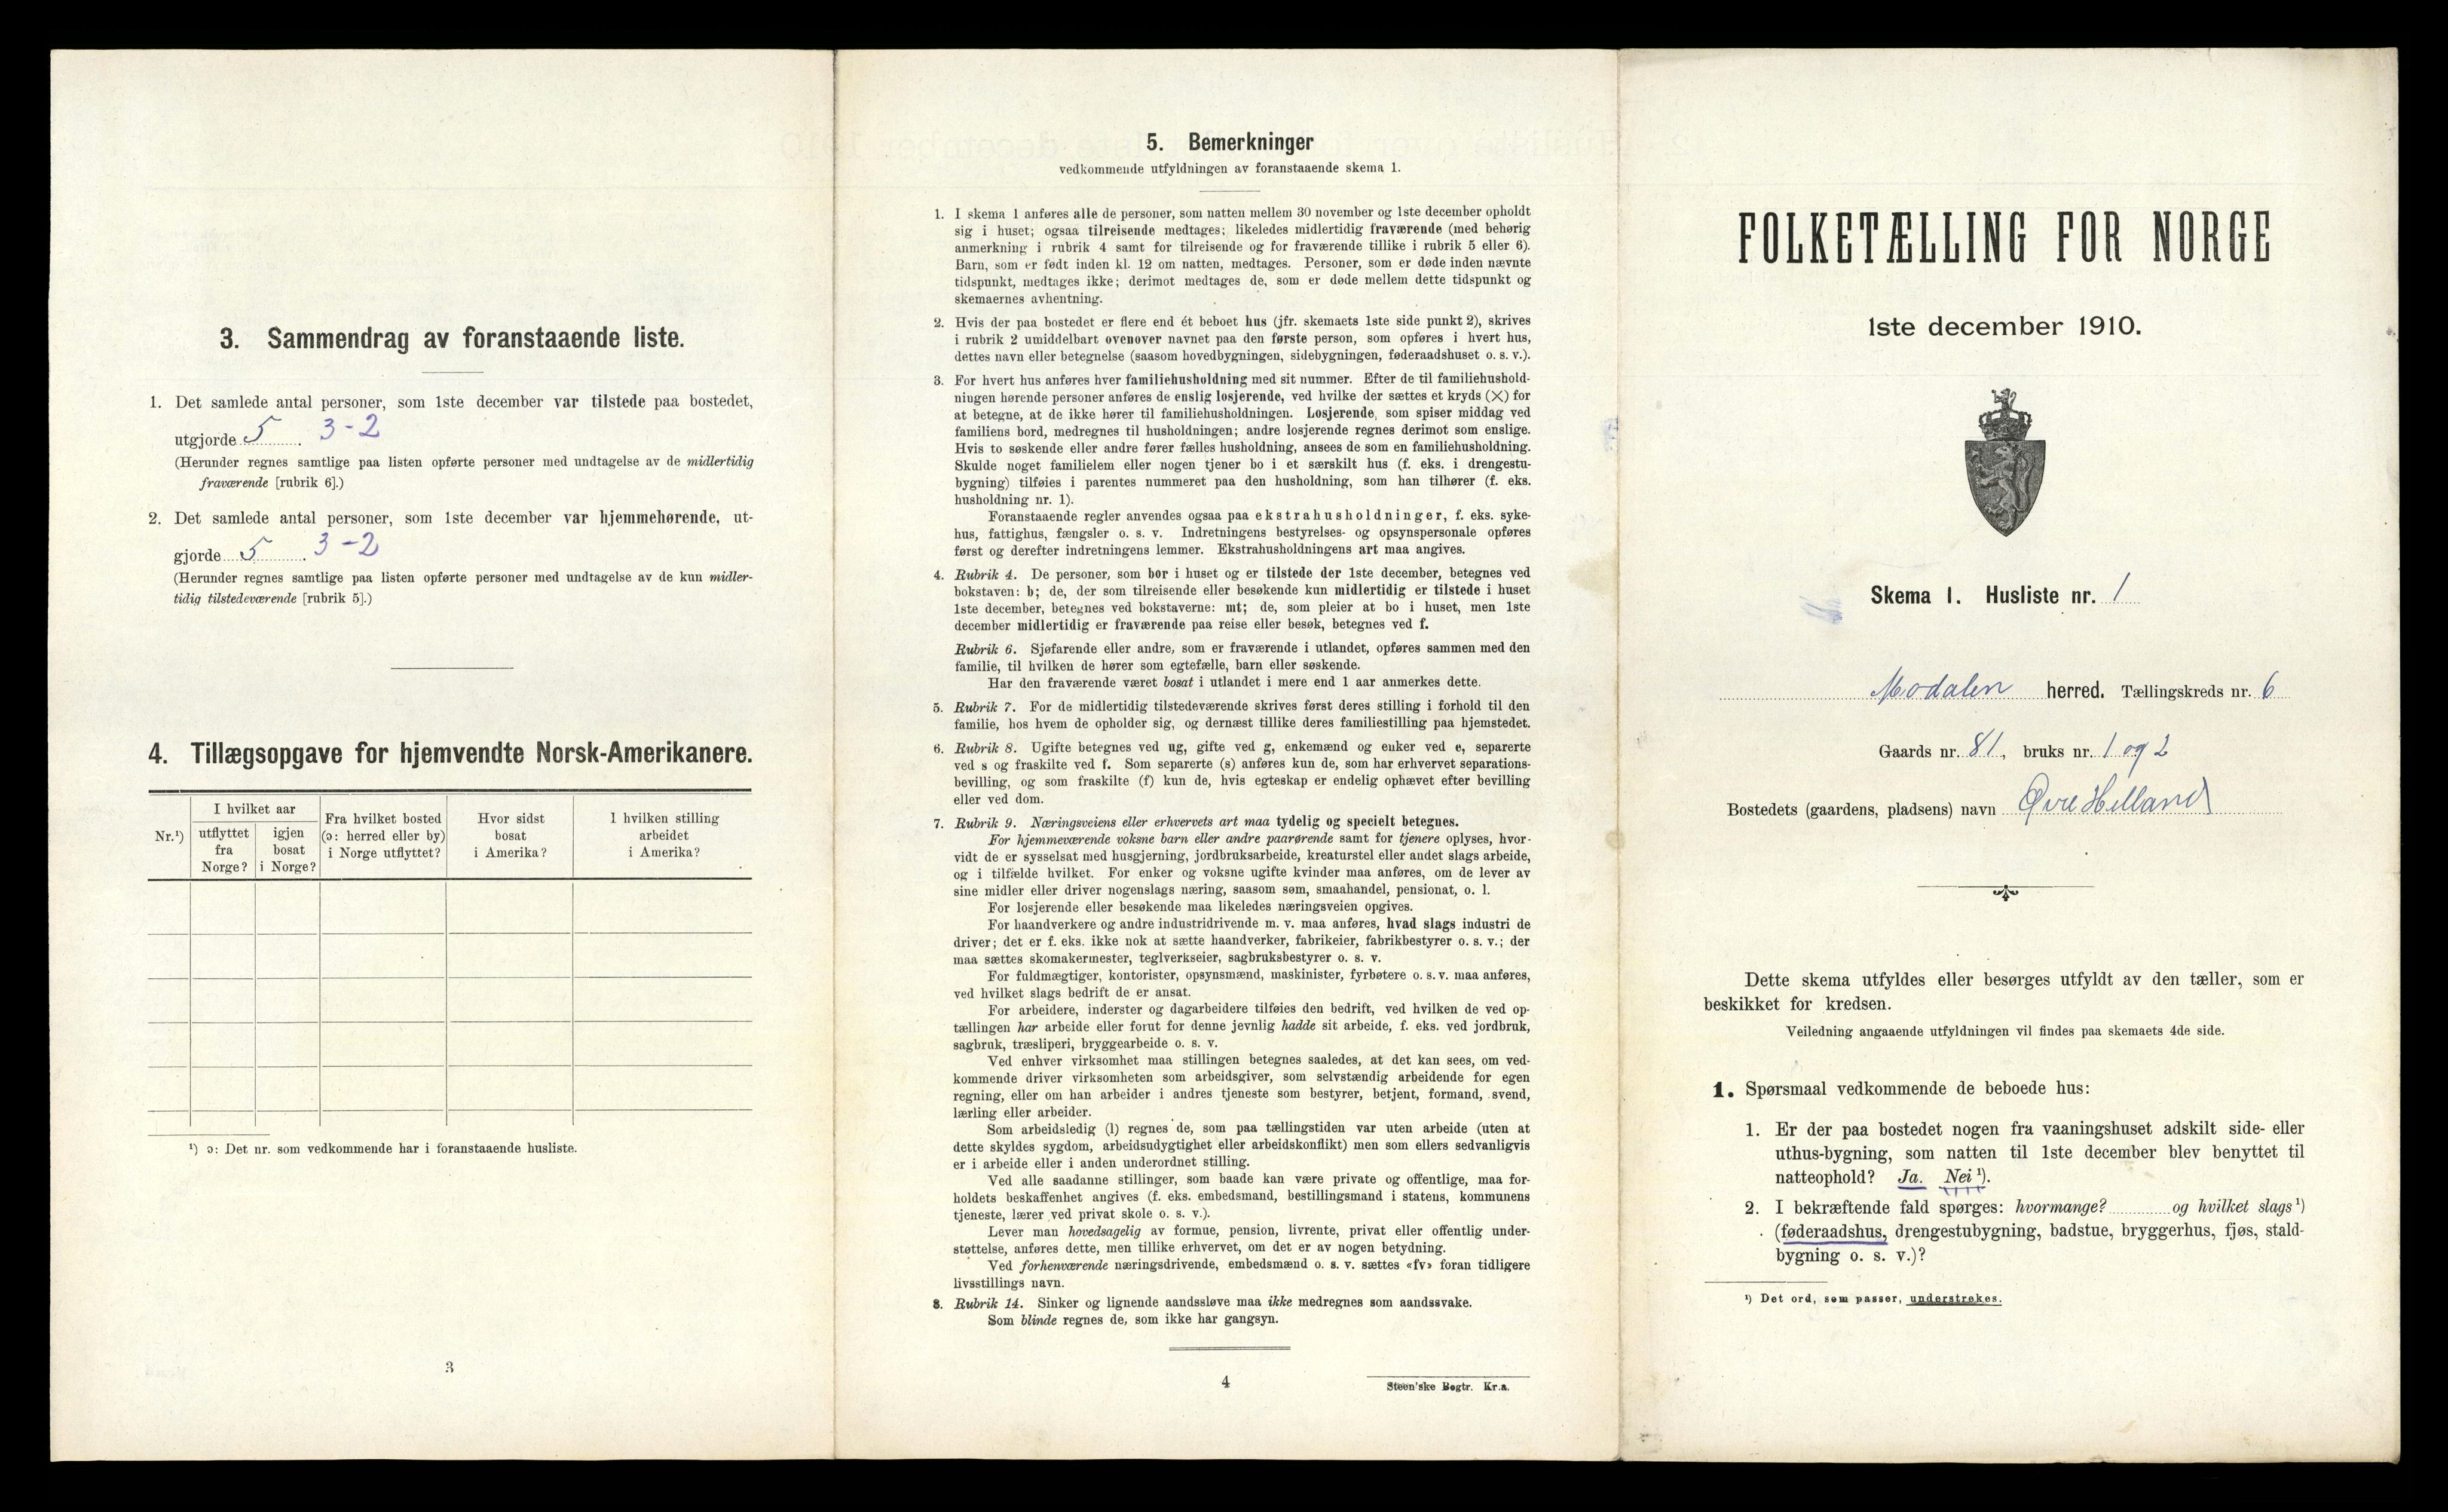 3. Sammendrag av foranstaaende liste.
1. Det samlede antal personer, som 1ste december var tilstede paa bostedet,
utgjorde 5. 3-2
(Herunder regnes samtlige paa listen opførte personer med undtagelse av de midlertidig
fraværende [rubrik 6].)
2. Det samlede antal personer, som 1ste december var hjemmehørende, ut-
gjorde 5. 3-2
(Herunder regnes samtlige paa listen opførte personer med undtagelse av de kun midler-
tidig tilstedeværende [rubrik 5].)
4. Tillægsopgave for hjemvendte Norsk-Amerikanere.
Nr.¹)
I hvilket aar
utflyttet
fra
Norge?
igjen
bosat
i Norge?
Fra hvilket bosted
(ɔ: herred eller by)
i Norge utflyttet?
Hvor sidst
bosat
i Amerika?
I hvilken stilling
arbeidet
i Amerika?
¹) ɔ: Det nr. som vedkommende har i foranstaaende husliste.
3
5. Bemerkninger
vedkommende utfyldningen av foranstaaende skema 1.
1. I skema 1 anføres alle de personer, som natten mellem 30 november og 1ste december opholdt
sig i huset; ogsaa tilreisende medtages; likeledes midlertidig fraværende (med behørig
anmerkning i rubrik 4 samt for tilreisende og for fraværende tillike i rubrik 5 eller 6).
Barn, som er født inden kl. 12 om natten, medtages. Personer, som er døde inden nævnte
tidspunkt, medtages ikke; derimot medtages de, som er døde mellem dette tidspunkt og
skemaernes avhentning.
2. Hvis der paa bostedet er flere end ét beboet hus (jfr. skemaets 1ste side punkt 2), skrives
i rubrik 2 umiddelbart ovenover navnet paa den første person, som opføres i hvert hus,
dettes navn eller betegnelse (saasom hovedbygningen, sidebygningen, føderaadshuset o. s. v.).
3. For hvert hus anføres hver familiehusholdning med sit nummer. Efter de til familiehushold-
ningen hørende personer anføres de enslig losjerende, ved hvilke der sættes et kryds (×) for
at betegne, at de ikke hører til familiehusholdningen. Losjerende, som spiser middag ved
familiens bord, medregnes til husholdningen; andre losjerende regnes derimot som enslige.
Hvis to søskende eller andre fører fælles husholdning, ansees de som en familiehusholdning.
Skulde noget familielem eller nogen tjener bo i et særskilt hus (f. eks. i drengestu-
bygning) tilføies i parentes nummeret paa den husholdning, som han tilhører (f. eks.
husholdning nr. 1).
Foranstaaende regler anvendes ogsaa paa ekstrahusholdninger, f. eks. syke-
hus, fattighus, fængsler o. s. v. Indretningens bestyrelses- og opsynspersonale opføres
først og derefter indretningens lemmer. Ekstrahusholdningens art maa angives.
4. Rubrik 4. De personer, som bor i huset og er tilstede der 1ste december, betegnes ved
bokstaven: b; de, der som tilreisende eller besøkende kun midlertidig er tilstede i huset
1ste december, betegnes ved bokstaverne: mt; de, som pleier at bo i huset, men 1ste
december midlertidig er fraværende paa reise eller besøk, betegnes ved f.
Rubrik 6. Sjøfarende eller andre, som er fraværende i utlandet, opføres sammen med den
familie, til hvilken de hører som egtefælle, barn eller søskende.
Har den fraværende været bosat i utlandet i mere end 1 aar anmerkes dette.
5. Rubrik 7. For de midlertidig tilstedeværende skrives først deres stilling i forhold til den
familie, hos hvem de opholder sig, og dernæst tillike deres familiestilling paa hjemstedet.
6. Rubrik 8. Ugifte betegnes ved ug, gifte ved g, enkemænd og enker ved e, separerte
ved s og fraskilte ved f. Som separerte (s) anføres kun de, som har erhvervet separations-
bevilling, og som fraskilte (f) kun de, hvis egteskap er endelig ophævet efter bevilling
eller ved dom.
7. Rubrik 9. Næringsveiens eller erhvervets art maa tydelig og specielt betegnes.
For hjemmeværende voksne barn eller andre paarørende samt for tjenere oplyses, hvor-
vidt de er sysselsat med husgjerning, jordbruksarbeide, kreaturstel eller andet slags arbeide,
og i tilfælde hvilket. For enker og voksne ugifte kvinder maa anføres, om de lever av
sine midler eller driver nogenslags næring, saasom søm, smaahandel, pensionat, o. l.
For losjerende eller besøkende maa likeledes næringsveien opgives.
For haandverkere og andre industridrivende m. v. maa anføres, hvad slags industri de
driver; det er f. eks. ikke nok at sætte haandverker, fabrikeier, fabrikbestyrer o. s. v.; der
maa sættes skomakermester, teglverkseier, sagbruksbestyrer o. s. v.
For fuldmægtiger, kontorister, opsynsmænd, maskinister, fyrbøtere o. s. v. maa anføres,
ved hvilket slags bedrift de er ansat.
For arbeidere, inderster og dagarbeidere tilføies den bedrift, ved hvilken de ved op-
tællingen har arbeide eller forut for denne jevnlig hadde sit arbeide, f. eks. ved jordbruk,
sagbruk, træsliperi, bryggearbeide o. s. v.
Ved enhver virksomhet maa stillingen betegnes saaledes, at det kan sees, om ved-
kommende driver virksomheten som arbeidsgiver, som selvstændig arbeidende for egen
regning, eller om han arbeider i andres tjeneste som bestyrer, betjent, formand, svend,
lærling eller arbeider.
Som arbeidsledig (l) regnes de, som paa tællingstiden var uten arbeide (uten at
dette skyldes sygdom, arbeidsudygtighet eller arbeidskonflikt) men som ellers sedvanligvis
er i arbeide eller i anden underordnet stilling.
Ved alle saadanne stillinger, som baade kan være private og offentlige, maa for-
holdets beskaffenhet angives (f. eks. embedsmand, bestillingsmand i statens, kommunens
tjeneste, lærer ved privat skole o. s. v.).
Lever man hovedsagelig av formue, pension, livrente, privat eller offentlig under-
støttelse, anføres dette, men tillike erhvervet, om det er av nogen betydning.
Ved forhenværende næringsdrivende, embedsmænd o. s. v. sættes «fv» foran tidligere
livsstillings navn.
8. Rubrik 14. Sinker og lignende aandssløve maa ikke medregnes som aandssvake.
Som blinde regnes de, som ikke har gangsyn.
4
Steen'ske Bogtr. Kr.a.
FOLKETÆLLING FOR NORGE
1ste december 1910.
Skema 1. Husliste nr. 1
Modalen herred. Tællingskreds nr. 6
Gaards nr. 81, bruks nr. 1 og 2
Bostedets (gaardens, pladsens) navn Øvre Helland
Dette skema utfyldes eller besørges utfyldt av den tæller, som er
beskikket for kredsen.
Veiledning angaaende utfyldningen vil findes paa skemaets 4de side.
1. Spørsmaal vedkommende de beboede hus:
1. Er der paa bostedet nogen fra vaaningshuset adskilt side- eller
uthus-bygning, som natten til 1ste december blev benyttet til
natteophold? Ja. Nei ¹).
2. I bekræftende fald spørges: hvormange? og hvilket slags ¹)
(føderaadshus, drengestubygning, badstue, bryggerhus, fjøs, stald-
bygning o. s. v.)?
¹) Det ord, som passer, understrekes.